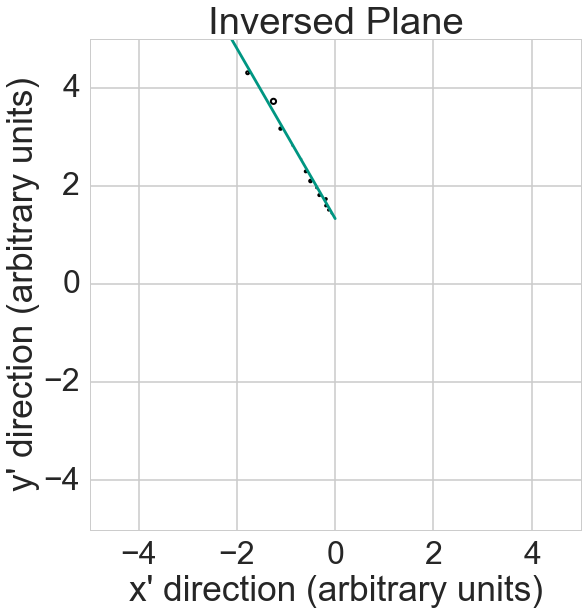 Inversed Plane
y' direction (arbitrary units)
4
2
0
−2
−4
−4 −2 0 2 4
x' direction (arbitrary units)